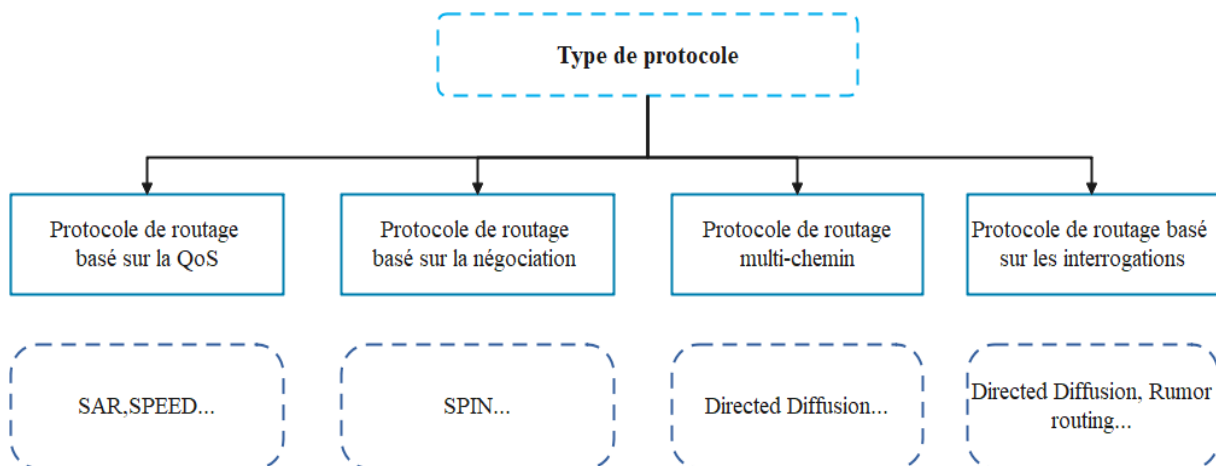 Type de protocole
Protocole de routage
basé sur la QoS
Protocole de routage
basé sur la négociation
Protocole de routage
multi-chemin
Protocole de routage basé
sur les interrogations
SAR,SPEED...
SPIN...
Directed Diffusion...
Directed Diffusion, Rumor
routing...